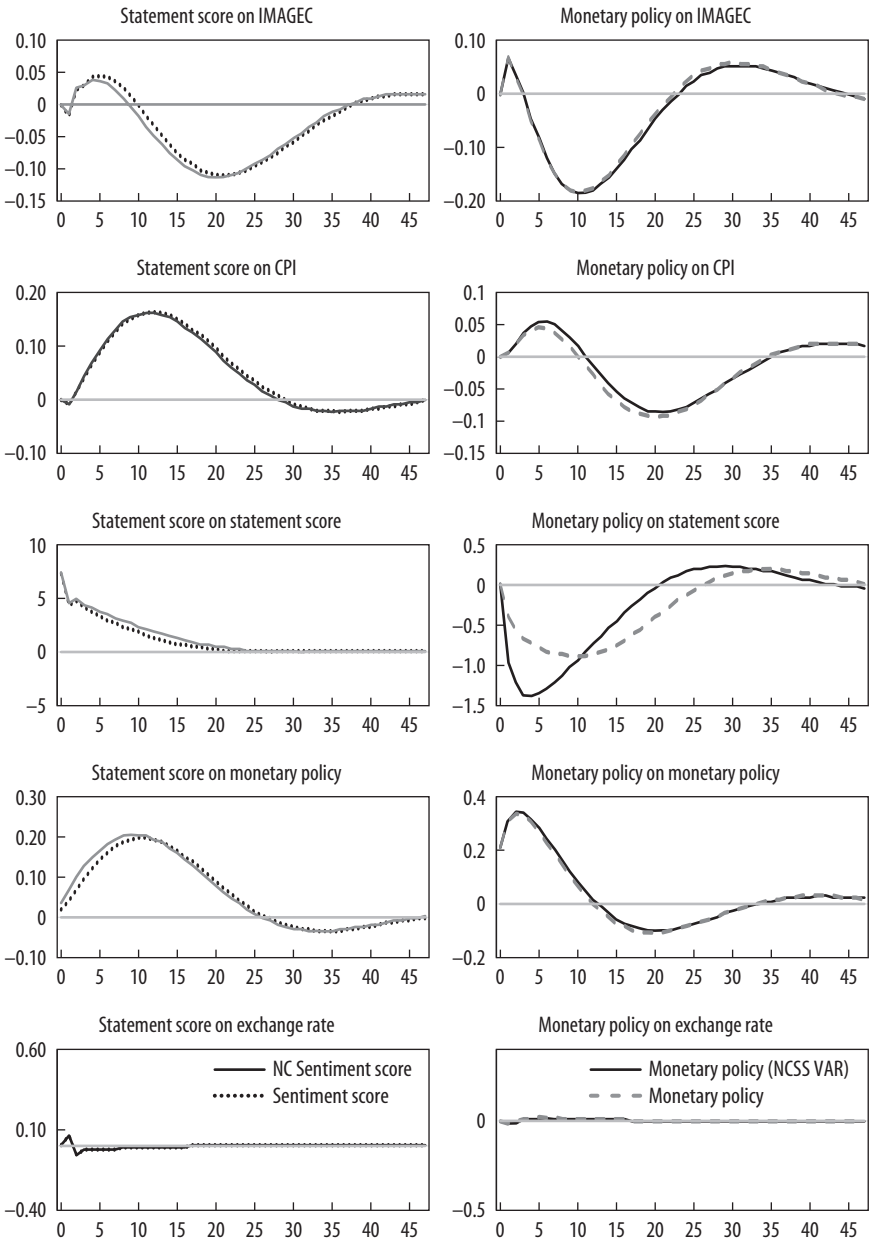 Statement score on IMAGEC
0.10
0.05
0
−0.05
−0.10
−0.15
0 5 10 15 20 25 30 35 40 45
Monetary policy on IMAGEC
0.10
0
−0.10
−0.20
0 5 10 15 20 25 30 35 40 45
Statement score on CPI
0.20
0.10
0
−0.10
0 5 10 15 20 25 30 35 40 45
Monetary policy on CPI
0.1
0.05
0
−0.05
−0.1
−0.15
0 5 10 15 20 25 30 35 40 45
Statement score on statement score
10
5
0
−5
0 5 10 15 20 25 30 35 40 45
Monetary policy on statement score
0.5
0
−0.5
−1.0
−1.5
0 5 10 15 20 25 30 35 40 45
Statement score on monetary policy
0.30
0.20
0.10
0
−0.10
0 5 10 15 20 25 30 35 40 45
Monetary policy on monetary policy
0.4
0.2
0
−0.2
0 5 10 15 20 25 30 35 40 45
Statement score on exchange rate
0.60
0.10
−0.40
NC Sentiment score
Sentiment score
0 5 10 15 20 25 30 35 40 45
Monetary policy on exchange rate
0
−0.5
Monetary policy (NCSS VAR)
Monetary policy
0 5 10 15 20 25 30 35 40 45